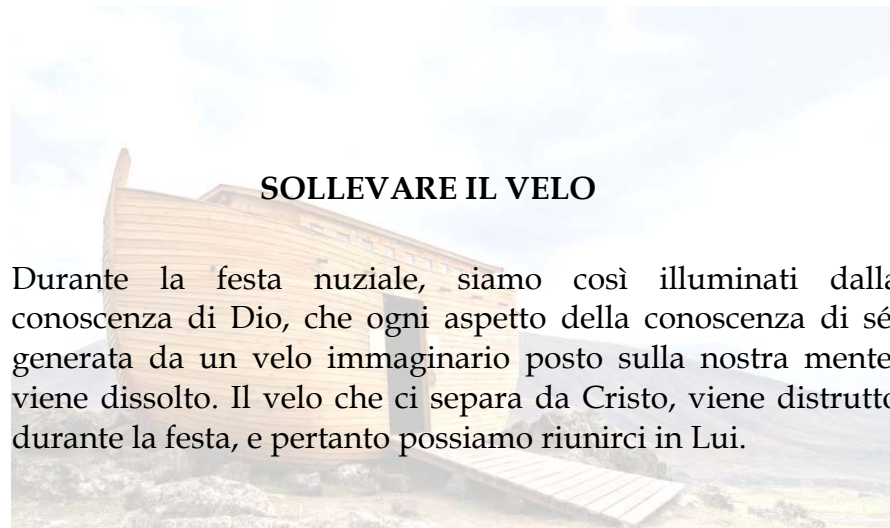 SOLLEVARE IL VELO
Durante la festa nuziale, siamo così illuminati dalla
conoscenza di Dio, che ogni aspetto della conoscenza di sé
generata da un velo immaginario posto sulla nostra mente
viene dissolto. Il velo che ci separa da Cristo, viene distrutto
durante la festa, e pertanto possiamo riunirci in Lui.